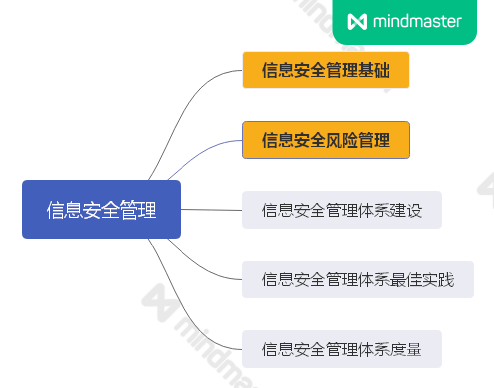 mindmaster
信息安全管理基础
信息安全风险管理
信息安全管理
信息安全管理体系建设
信息安全管理体系最佳实践
信息安全管理体系度量
mindmaster